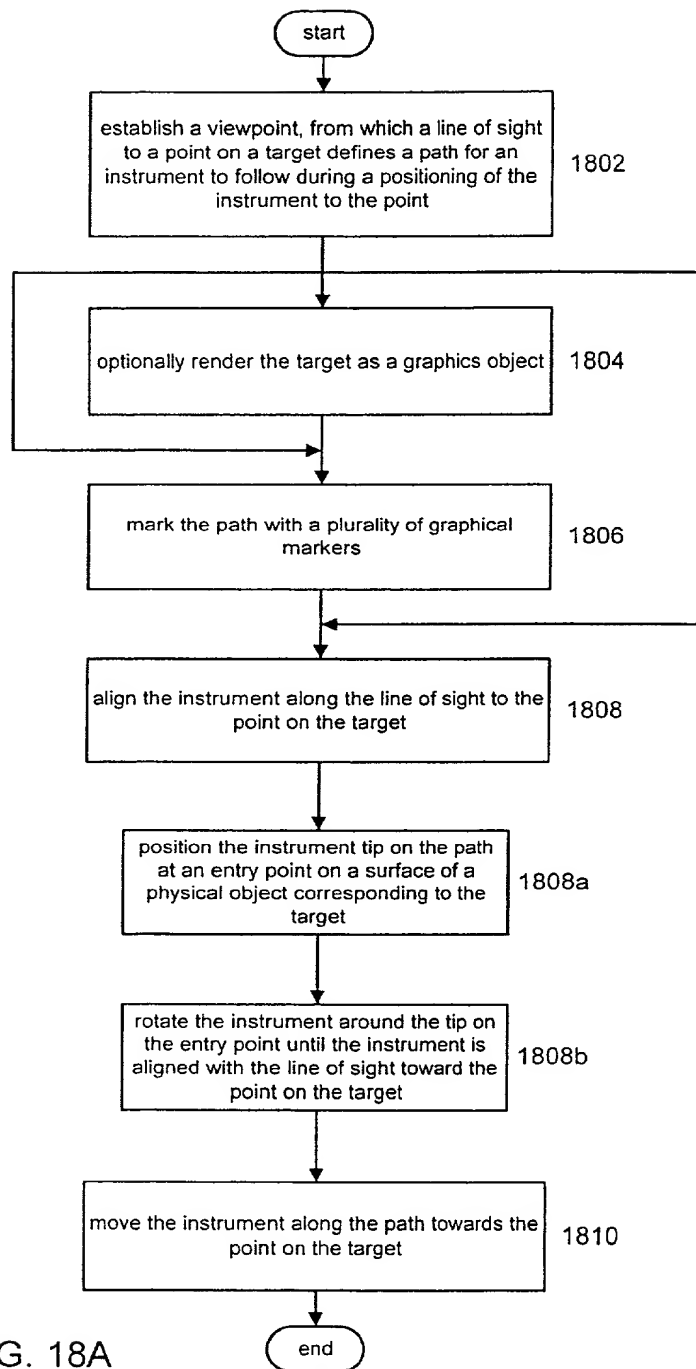 start
establish a viewpoint, from which a line of sight
to a point on a target defines a path for an
instrument to follow during a positioning of the
instrument to the point
1802
optionally render the target as a graphics object
1804
mark the path with a plurality of graphical
markers
1806
align the instrument along the line of sight to the
point on the target
1808
position the instrument tip on the path
at an entry point on a surface of a
physical object corresponding to the
target
1808a
rotate the instrument around the tip on
the entry point until the instrument is
aligned with the line of sight toward the
point on the target
1808b
move the instrument along the path towards the
point on the target
1810
end
G. 18A